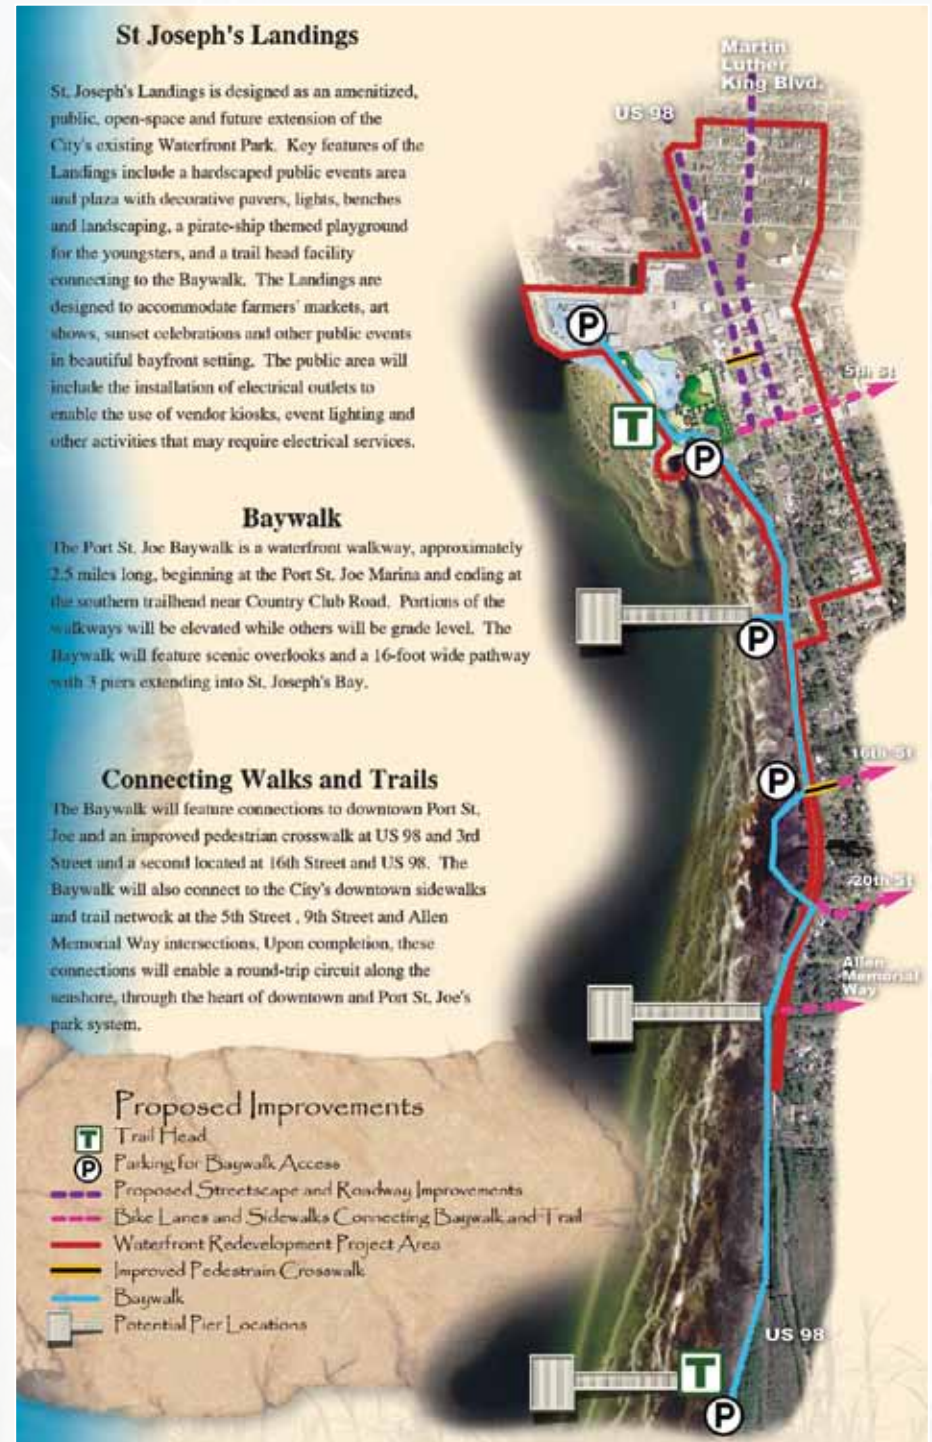 St Joseph's Landings
St. Joseph's Landings is designed as an amenitized,
public, open-space and future extension of the
City's existing Waterfront Park. Key features of the
Landings include a hardscaped public events area
and plaza with decorative pavers, lights, benches
and landscaping, a pirate-ship themed playground
for the youngsters, and a trail head facility
connecting to the Baywalk. The Landings are
designed to accommodate farmers' markets, art
shows, sunset celebrations and other public events
in beautiful bayfront setting. The public area will
include the installation of electrical outlets to
enable the use of vendor kiosks, event lighting and
other activities that may require electrical services.
Baywalk
The Port St. Joe Baywalk is a waterfront walkway, approximately
2.5 miles long, beginning at the Port St. Joe Marina and ending at
the southern trailhead near Country Club Road. Portions of the
walkways will be elevated while others will be grade level. The
Baywalk will feature scenic overlooks and a 16-foot wide pathway
with 3 piers extending into St. Joseph's Bay.
Connecting Walks and Trails
The Baywalk will feature connections to downtown Port St.
Joe and an improved pedestrian crosswalk at US 98 and 3rd
Street and a second located at 16th Street and US 98. The
Baywalk will also connect to the City's downtown sidewalks
and trail network at the 5th Street , 9th Street and Allen
Memorial Way intersections. Upon completion, these
connections will enable a round-trip circuit along the
seashore, through the heart of downtown and Port St. Joe's
park system.
Proposed Improvements
T Trail Head
P Parking for Baywalk Access
Proposed Streetscape and Roadway Improvements
Bike Lanes and Sidewalks Connecting Baywalk and Trail
Waterfront Redevelopment Project Area
Improved Pedestrain Crosswalk
Baywalk
Potential Pier Locations
Martin
Luther
King Blvd.
US 98
P
5th St
T
P
P
16th St
P
20th St
Allen
Memorial
Way
US 98
T
P